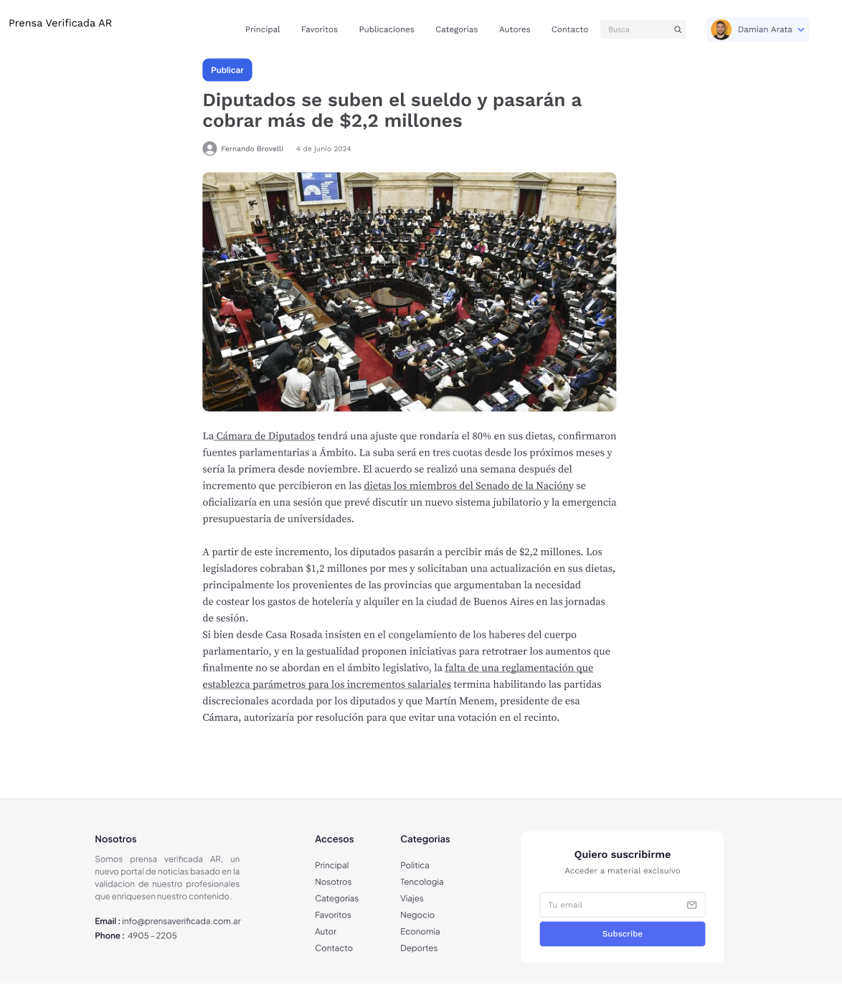 Prensa Verificada AR
Principal Favoritos Publicaciones Categorias Autores Contacto Busca Damian Arata
Publicar
Diputados se suben el sueldo y pasarán a
cobrar más de $2,2 millones
Fernando Brovelli 4 de junio 2024
La Cámara de Diputados tendrá una ajuste que rondaría el 80% en sus dietas, confirmaron
fuentes parlamentarias a Ámbito. La suba será en tres cuotas desde los próximos meses y
sería la primera desde noviembre. El acuerdo se realizó una semana después del
incremento que percibieron en las dietas los miembros del Senado de la Nacióny se
oficializaría en una sesión que prevé discutir un nuevo sistema jubilatorio y la emergencia
presupuestaria de universidades.
A partir de este incremento, los diputados pasarán a percibir más de $2,2 millones. Los
legisladores cobraban $1,2 millones por mes y solicitaban una actualización en sus dietas,
principalmente los provenientes de las provincias que argumentaban la necesidad
de costear los gastos de hotelería y alquiler en la ciudad de Buenos Aires en las jornadas
de sesión.
Si bien desde Casa Rosada insisten en el congelamiento de los haberes del cuerpo
parlamentario, y en la gestualidad proponen iniciativas para retrotraer los aumentos que
finalmente no se abordan en el ámbito legislativo, la falta de una reglamentación que
establezca parámetros para los incrementos salariales termina habilitando las partidas
discrecionales acordada por los diputados y que Martín Menem, presidente de esa
Cámara, autorizaría por resolución para que evitar una votación en el recinto.
Nosotros
Somos prensa verificada AR, un
nuevo portal de noticias basado en la
validacion de nuestro profesionales
que enriquesen nuestro contenido.
Email : info@prensaverificada.com.ar
Phone : 4905 - 2205
Accesos
Principal
Nosotros
Categorias
Favoritos
Autor
Contacto
Categorias
Politica
Tencologia
Viajes
Negocio
Economia
Deportes
Quiero suscribirme
Acceder a material exclsuivo
Tu email
Subscribe